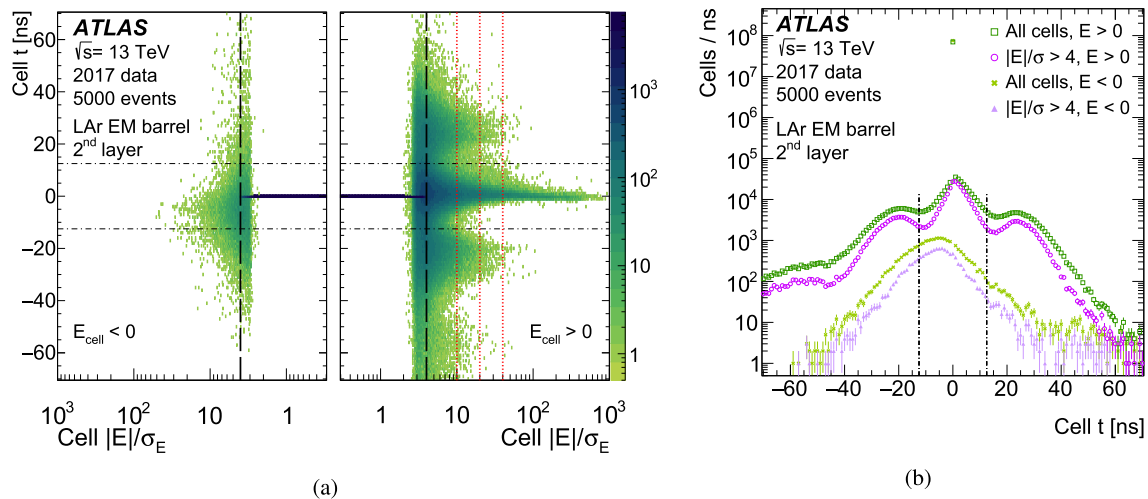 Cell t [ns]
60
40
20
0
−20
−40
−60
ATLAS
√s= 13 TeV
2017 data
5000 events
LAr EM barrel
2nd layer
E_cell < 0
E_cell > 0
10^3
10^2
10
1
10^3 10^2 10 1
1 10 10^2 10^3
Cell |E|/σ_E
Cell |E|/σ_E
(a)
Cells / ns
10^8
10^7
10^6
10^5
10^4
10^3
10^2
10
1
ATLAS
√s= 13 TeV
2017 data
5000 events
LAr EM barrel
2nd layer
All cells, E > 0
|E|/σ > 4, E > 0
All cells, E < 0
|E|/σ > 4, E < 0
−60 −40 −20 0 20 40 60
Cell t [ns]
(b)